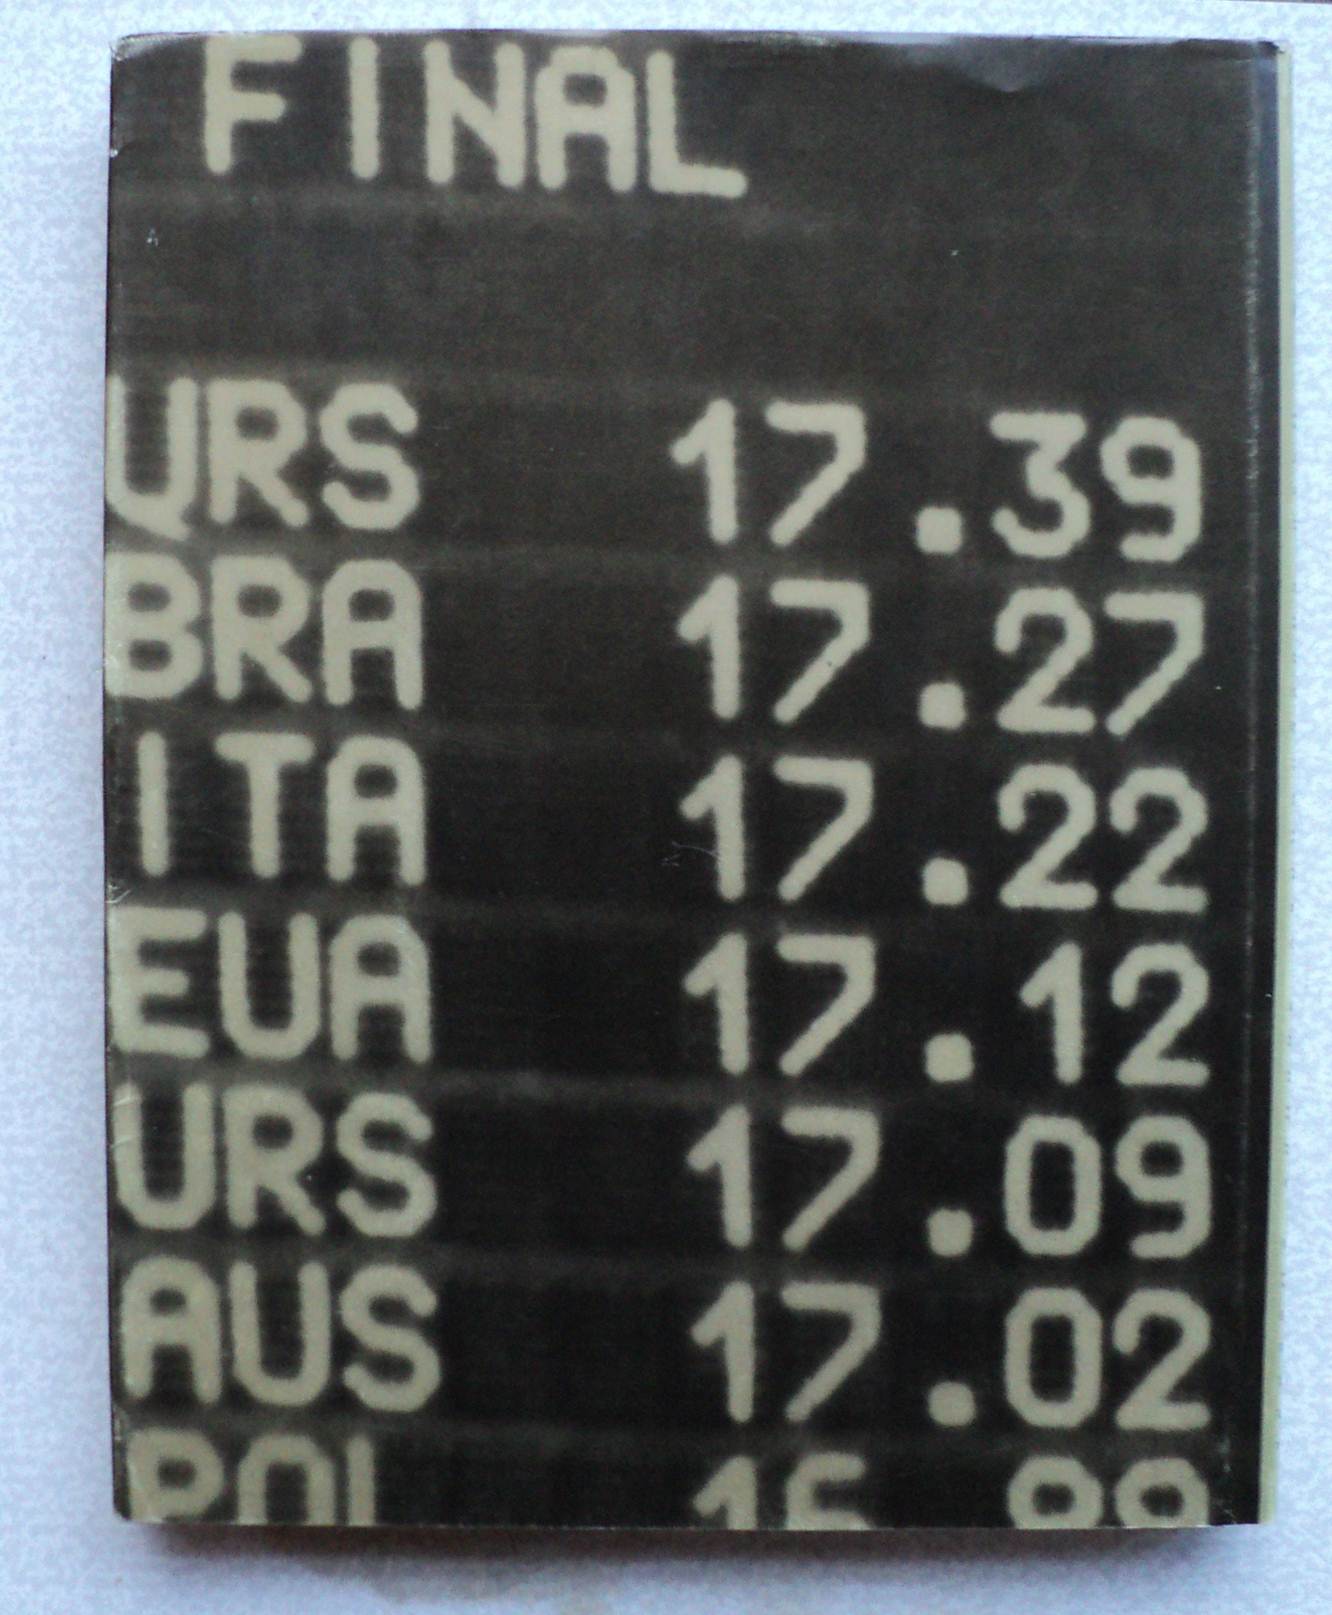 FINAL
URS 17.39
BRA 17.27
ITA 17.22
EUA 17.12
URS 17.09
AUS 17.02